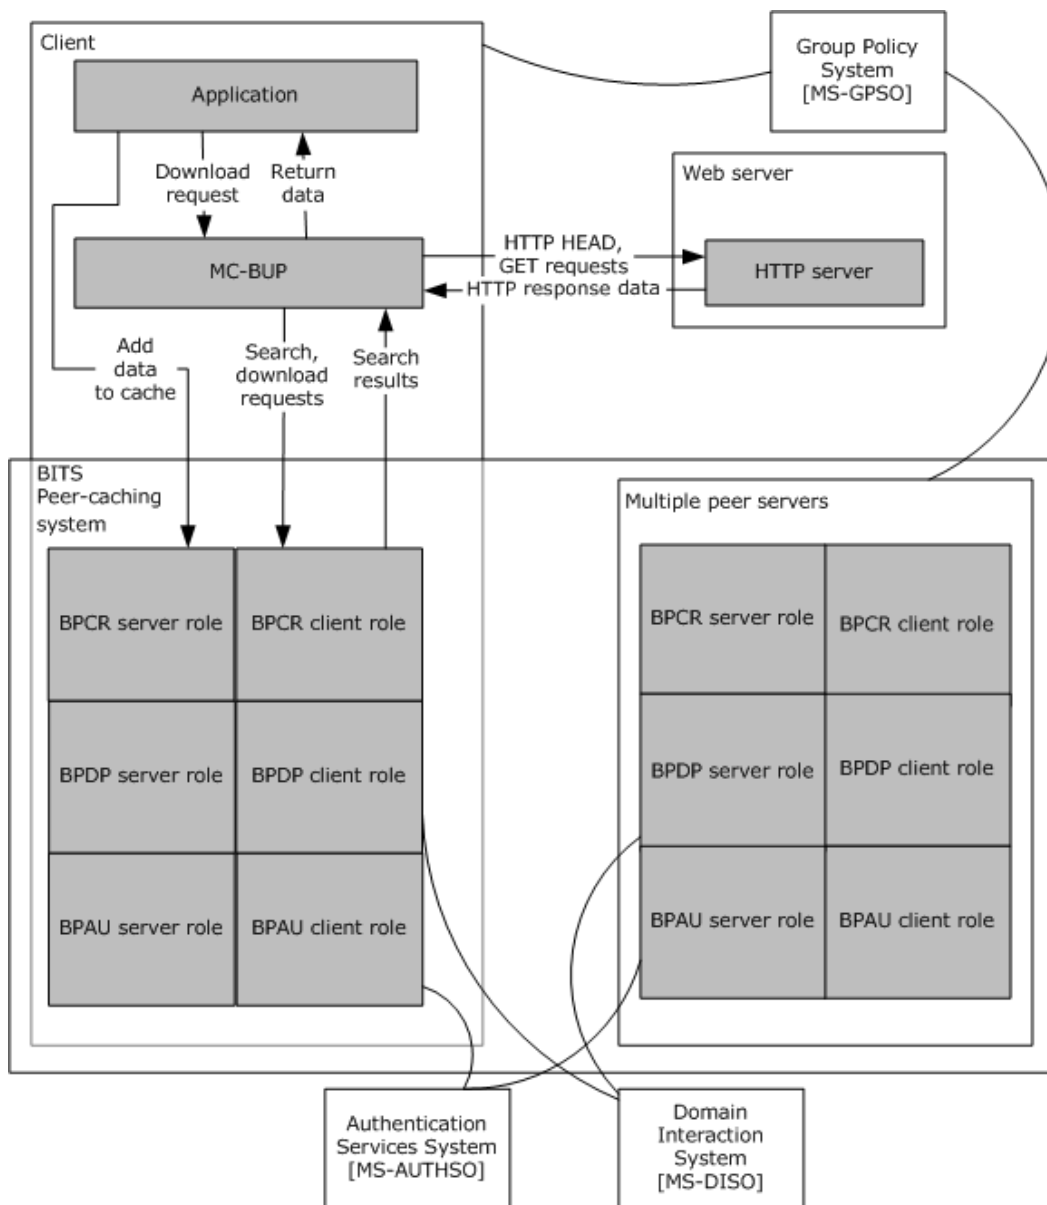 Client
Group Policy
System
[MS-GPSO]
Application
Download
request
Return
data
Web server
MC-BUP
HTTP HEAD,
GET requests
HTTP response data
HTTP server
Add
data
to cache
Search,
download
requests
Search
results
BITS
Peer-caching
system
Multiple peer servers
BPCR server role
BPCR client role
BPCR server role
BPCR client role
BPDP server role
BPDP client role
BPDP server role
BPDP client role
BPAU server role
BPAU client role
BPAU server role
BPAU client role
Authentication
Services System
[MS-AUTHSO]
Domain
Interaction
System
[MS-DISO]